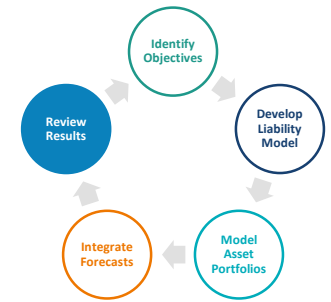 Identify
Objectives
Develop
Liability
Model
Model
Asset
Portfolios
Integrate
Forecasts
Review
Results